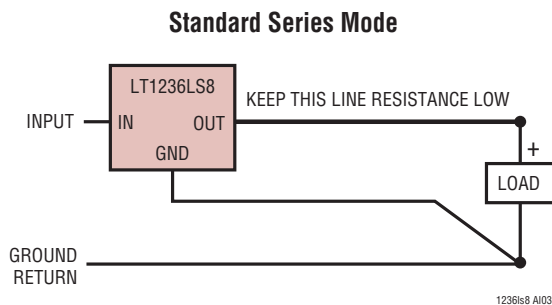 Standard Series Mode
LT1236LS8
KEEP THIS LINE RESISTANCE LOW
INPUT
IN
OUT
GND
+
LOAD
GROUND
RETURN
1236ls8 AI03